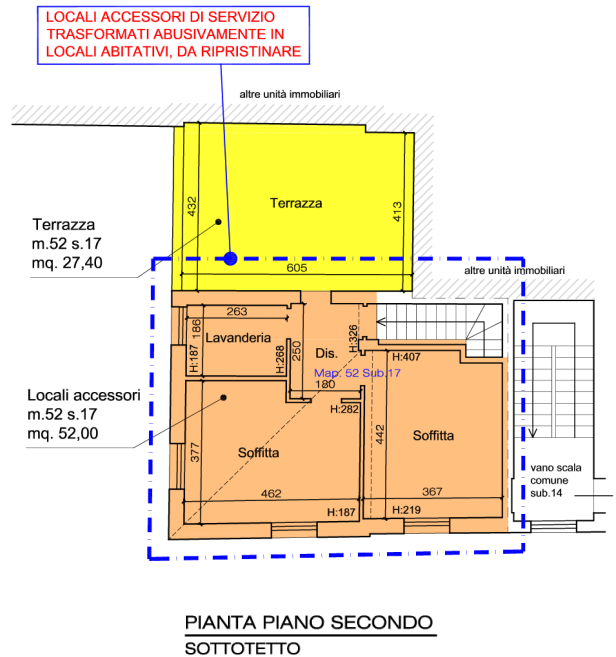 LOCALI ACCESSORI DI SERVIZIO
TRASFORMATI ABUSIVAMENTE IN
LOCALI ABITATIVI, DA RIPRISTINARE
altre unità immobiliari
432
Terrazza
413
Terrazza
m.52 s.17
mq. 27,40
605
altre unità immobiliari
263
186
Lavanderia
H:187
H:268
250
Dis.
H:326
H:407
Map. 52 Sub.17
180
H:282
Locali accessori
m.52 s.17
mq. 52,00
377
Soffitta
442
Soffitta
462
367
H:187
H:219
vano scala
comune
sub.14
PIANTA PIANO SECONDO
SOTTOTETTO